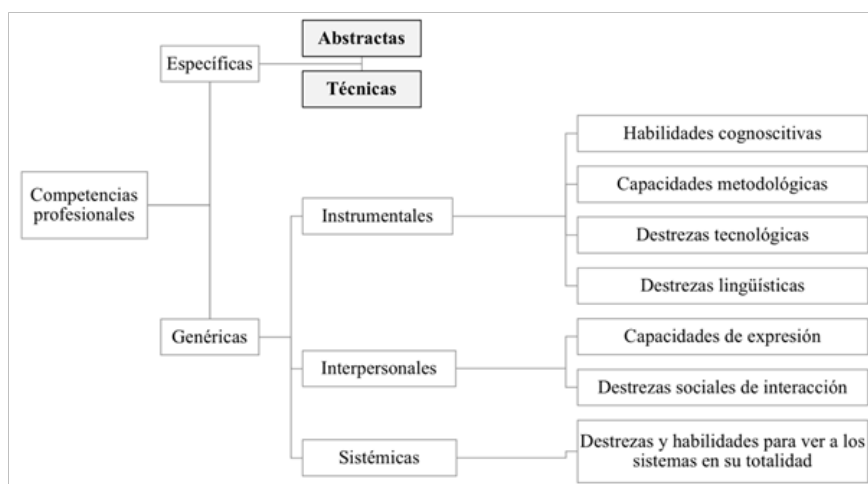 Abstractas
Específicas
Técnicas
Competencias
profesionales
Genéricas
Instrumentales
Habilidades cognoscitivas
Capacidades metodológicas
Destrezas tecnológicas
Destrezas lingüísticas
Interpersonales
Capacidades de expresión
Destrezas sociales de interacción
Sistémicas
Destrezas y habilidades para ver a los
sistemas en su totalidad